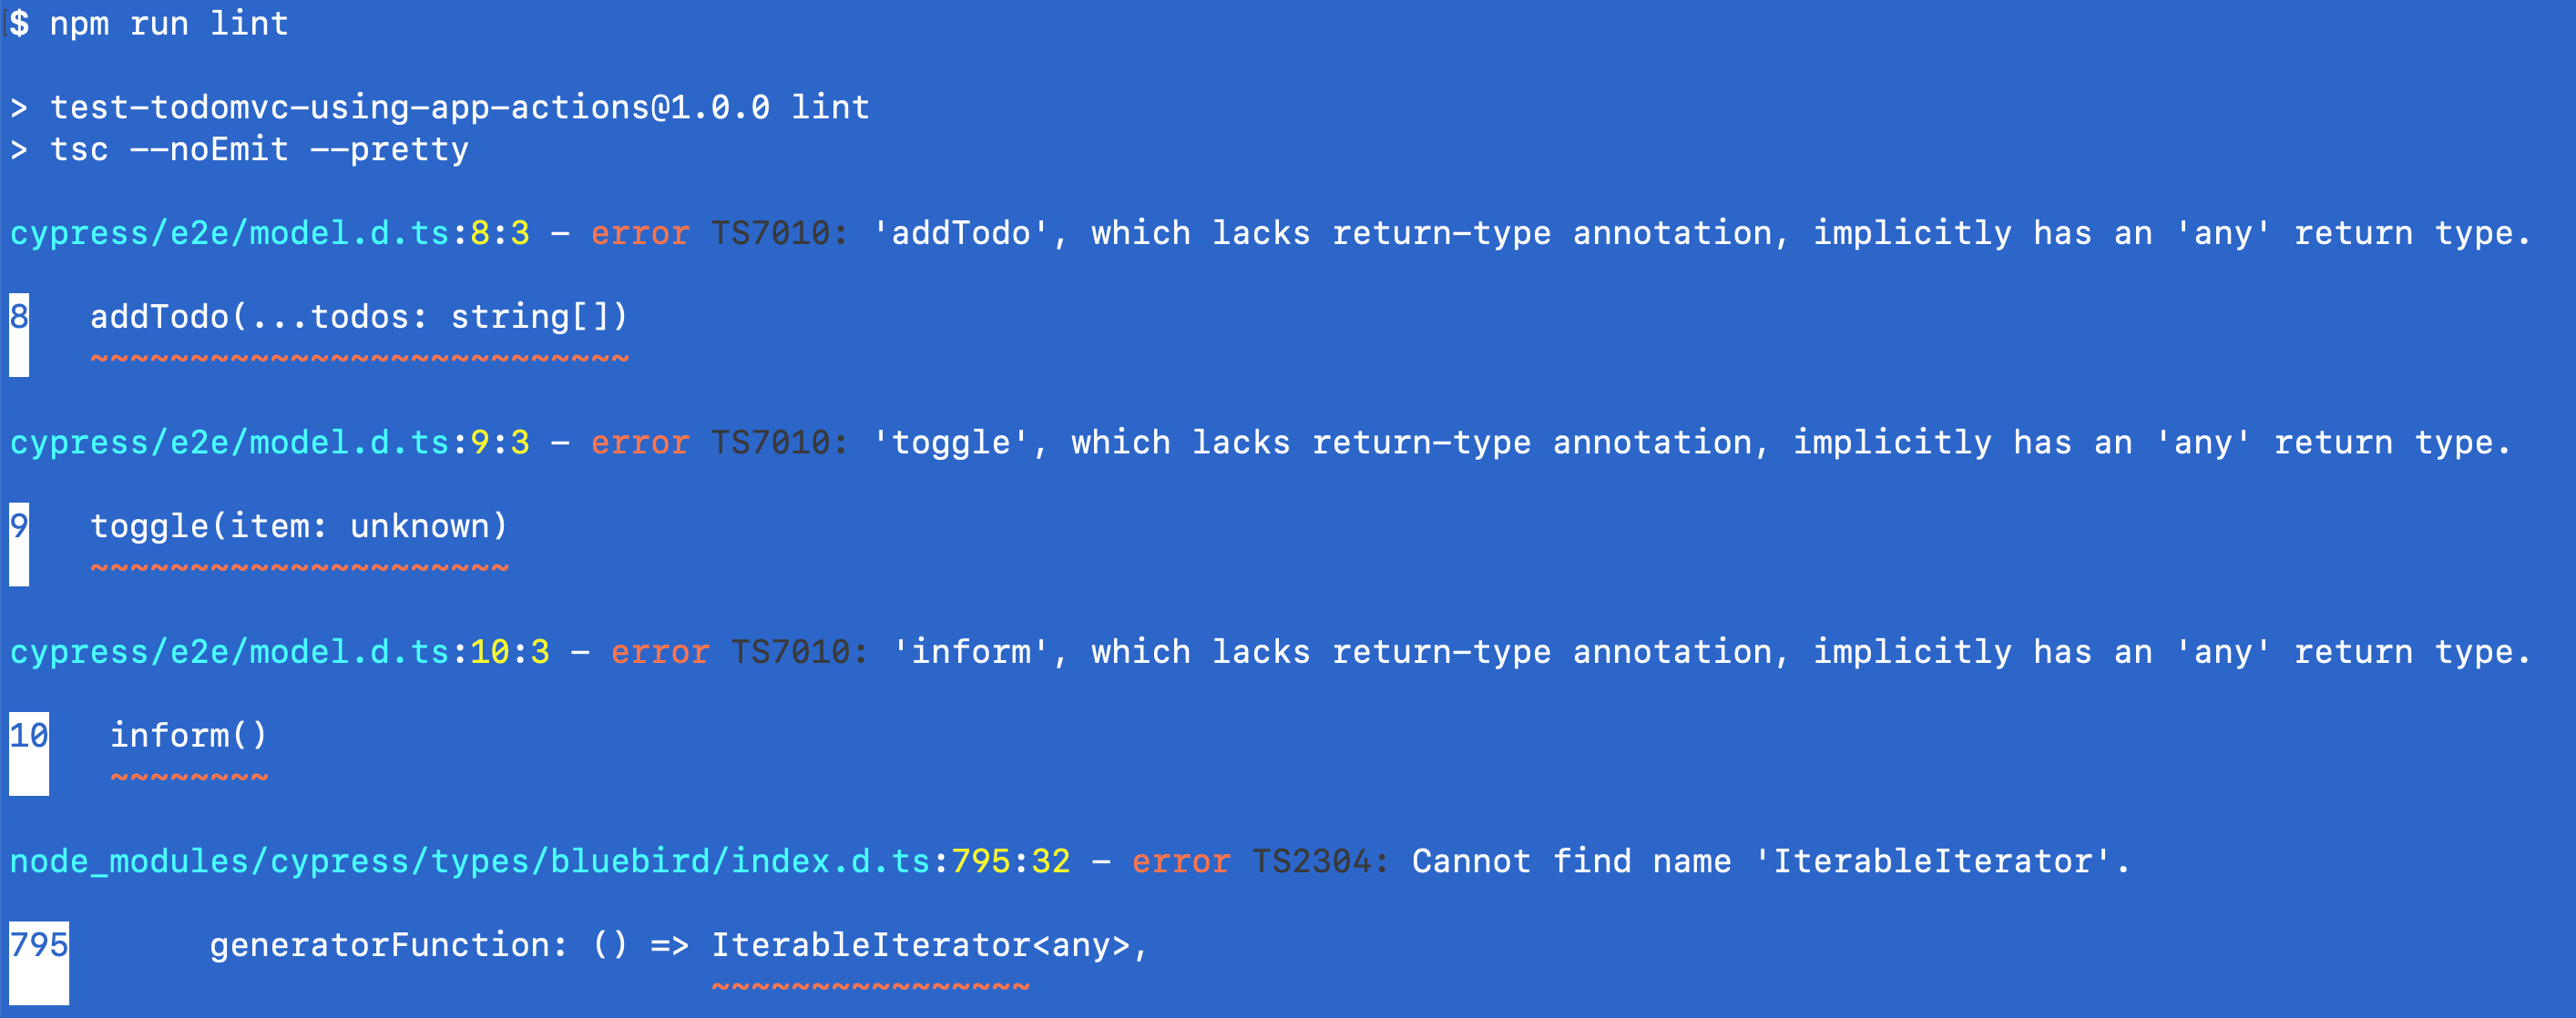 $ npm run lint
> test-todomvc-using-app-actions@1.0.0 lint
> tsc --noEmit --pretty
cypress/e2e/model.d.ts:8:3 - error TS7010: 'addTodo', which lacks return-type annotation, implicitly has an 'any' return type.
8   addTodo(...todos: string[])
    ~~~~~~~~~~~~~~~~~~~~~~~~~~~
cypress/e2e/model.d.ts:9:3 - error TS7010: 'toggle', which lacks return-type annotation, implicitly has an 'any' return type.
9   toggle(item: unknown)
    ~~~~~~~~~~~~~~~~~~~~~
cypress/e2e/model.d.ts:10:3 - error TS7010: 'inform', which lacks return-type annotation, implicitly has an 'any' return type.
10   inform()
     ~~~~~~~~
node_modules/cypress/types/bluebird/index.d.ts:795:32 - error TS2304: Cannot find name 'IterableIterator'.
795       generatorFunction: () => IterableIterator<any>,
                                   ~~~~~~~~~~~~~~~~